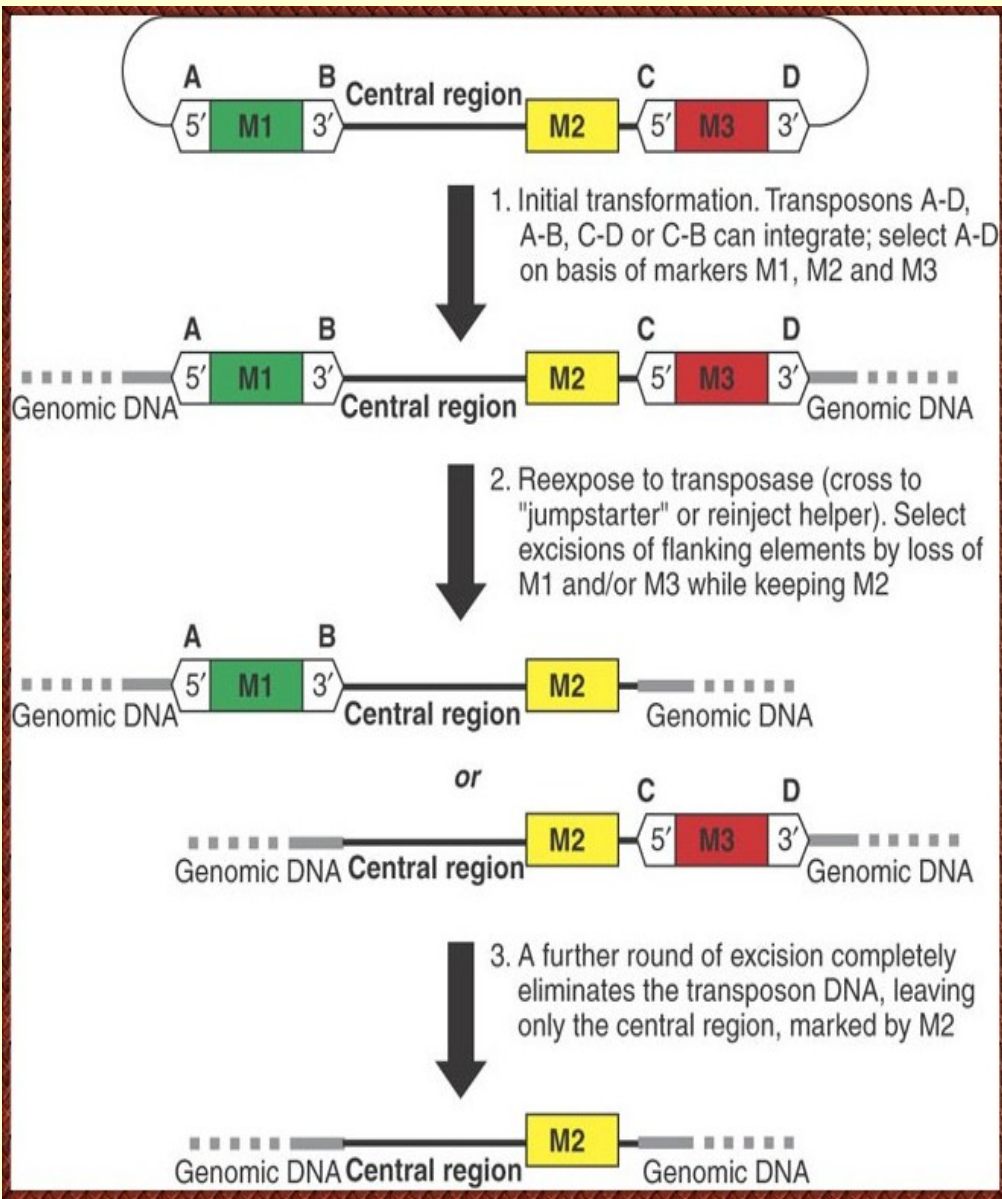 A B C D
Central region
5′ M1 3′ M2 5′ M3 3′
1. Initial transformation. Transposons A-D,
A-B, C-D or C-B can integrate; select A-D
on basis of markers M1, M2 and M3
A B C D
5′ M1 3′ M2 5′ M3 3′
Genomic DNA Central region Genomic DNA
2. Reexpose to transposase (cross to
"jumpstarter" or reinject helper). Select
excisions of flanking elements by loss of
M1 and/or M3 while keeping M2
A B
5′ M1 3′ M2
Genomic DNA Central region Genomic DNA
or
C D
M2 5′ M3 3′
Genomic DNA Central region Genomic DNA
3. A further round of excision completely
eliminates the transposon DNA, leaving
only the central region, marked by M2
M2
Genomic DNA Central region Genomic DNA